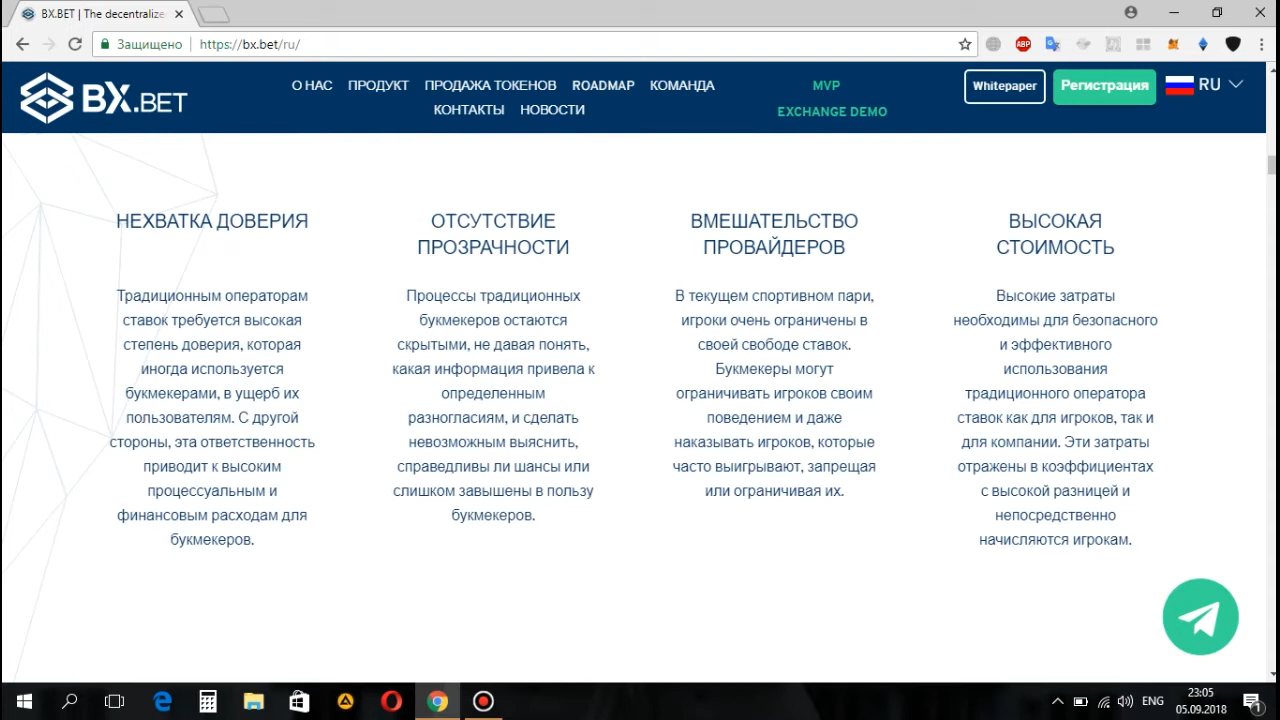 BX.BET | The decentralize
Защищено
https://bx.bet/ru/
ABP
BX.BET
О НАС
ПРОДУКТ
ПРОДАЖА ТОКЕНОВ
ROADMAP
КОМАНДА
КОНТАКТЫ
НОВОСТИ
MVP
EXCHANGE DEMO
Whitepaper
Регистрация
RU
НЕХВАТКА ДОВЕРИЯ
Традиционным операторам
ставок требуется высокая
степень доверия, которая
иногда используется
букмекерами, в ущерб их
пользователям. С другой
стороны, эта ответственность
приводит к высоким
процессуальным и
финансовым расходам для
букмекеров.
ОТСУТСТВИЕ
ПРОЗРАЧНОСТИ
Процессы традиционных
букмекеров остаются
скрытыми, не давая понять,
какая информация привела к
определенным
разногласиям, и сделать
невозможным выяснить,
справедливы ли шансы или
слишком завышены в пользу
букмекеров.
ВМЕШАТЕЛЬСТВО
ПРОВАЙДЕРОВ
В текущем спортивном пари,
игроки очень ограничены в
своей свободе ставок.
Букмекеры могут
ограничивать игроков своим
поведением и даже
наказывать игроков, которые
часто выигрывают, запрещая
или ограничивая их.
ВЫСОКАЯ
СТОИМОСТЬ
Высокие затраты
необходимы для безопасного
и эффективного
использования
традиционного оператора
ставок как для игроков, так и
для компании. Эти затраты
отражены в коэффициентах
с высокой разницей и
непосредственно
начисляются игрокам.
ENG
23:05
05.09.2018
1